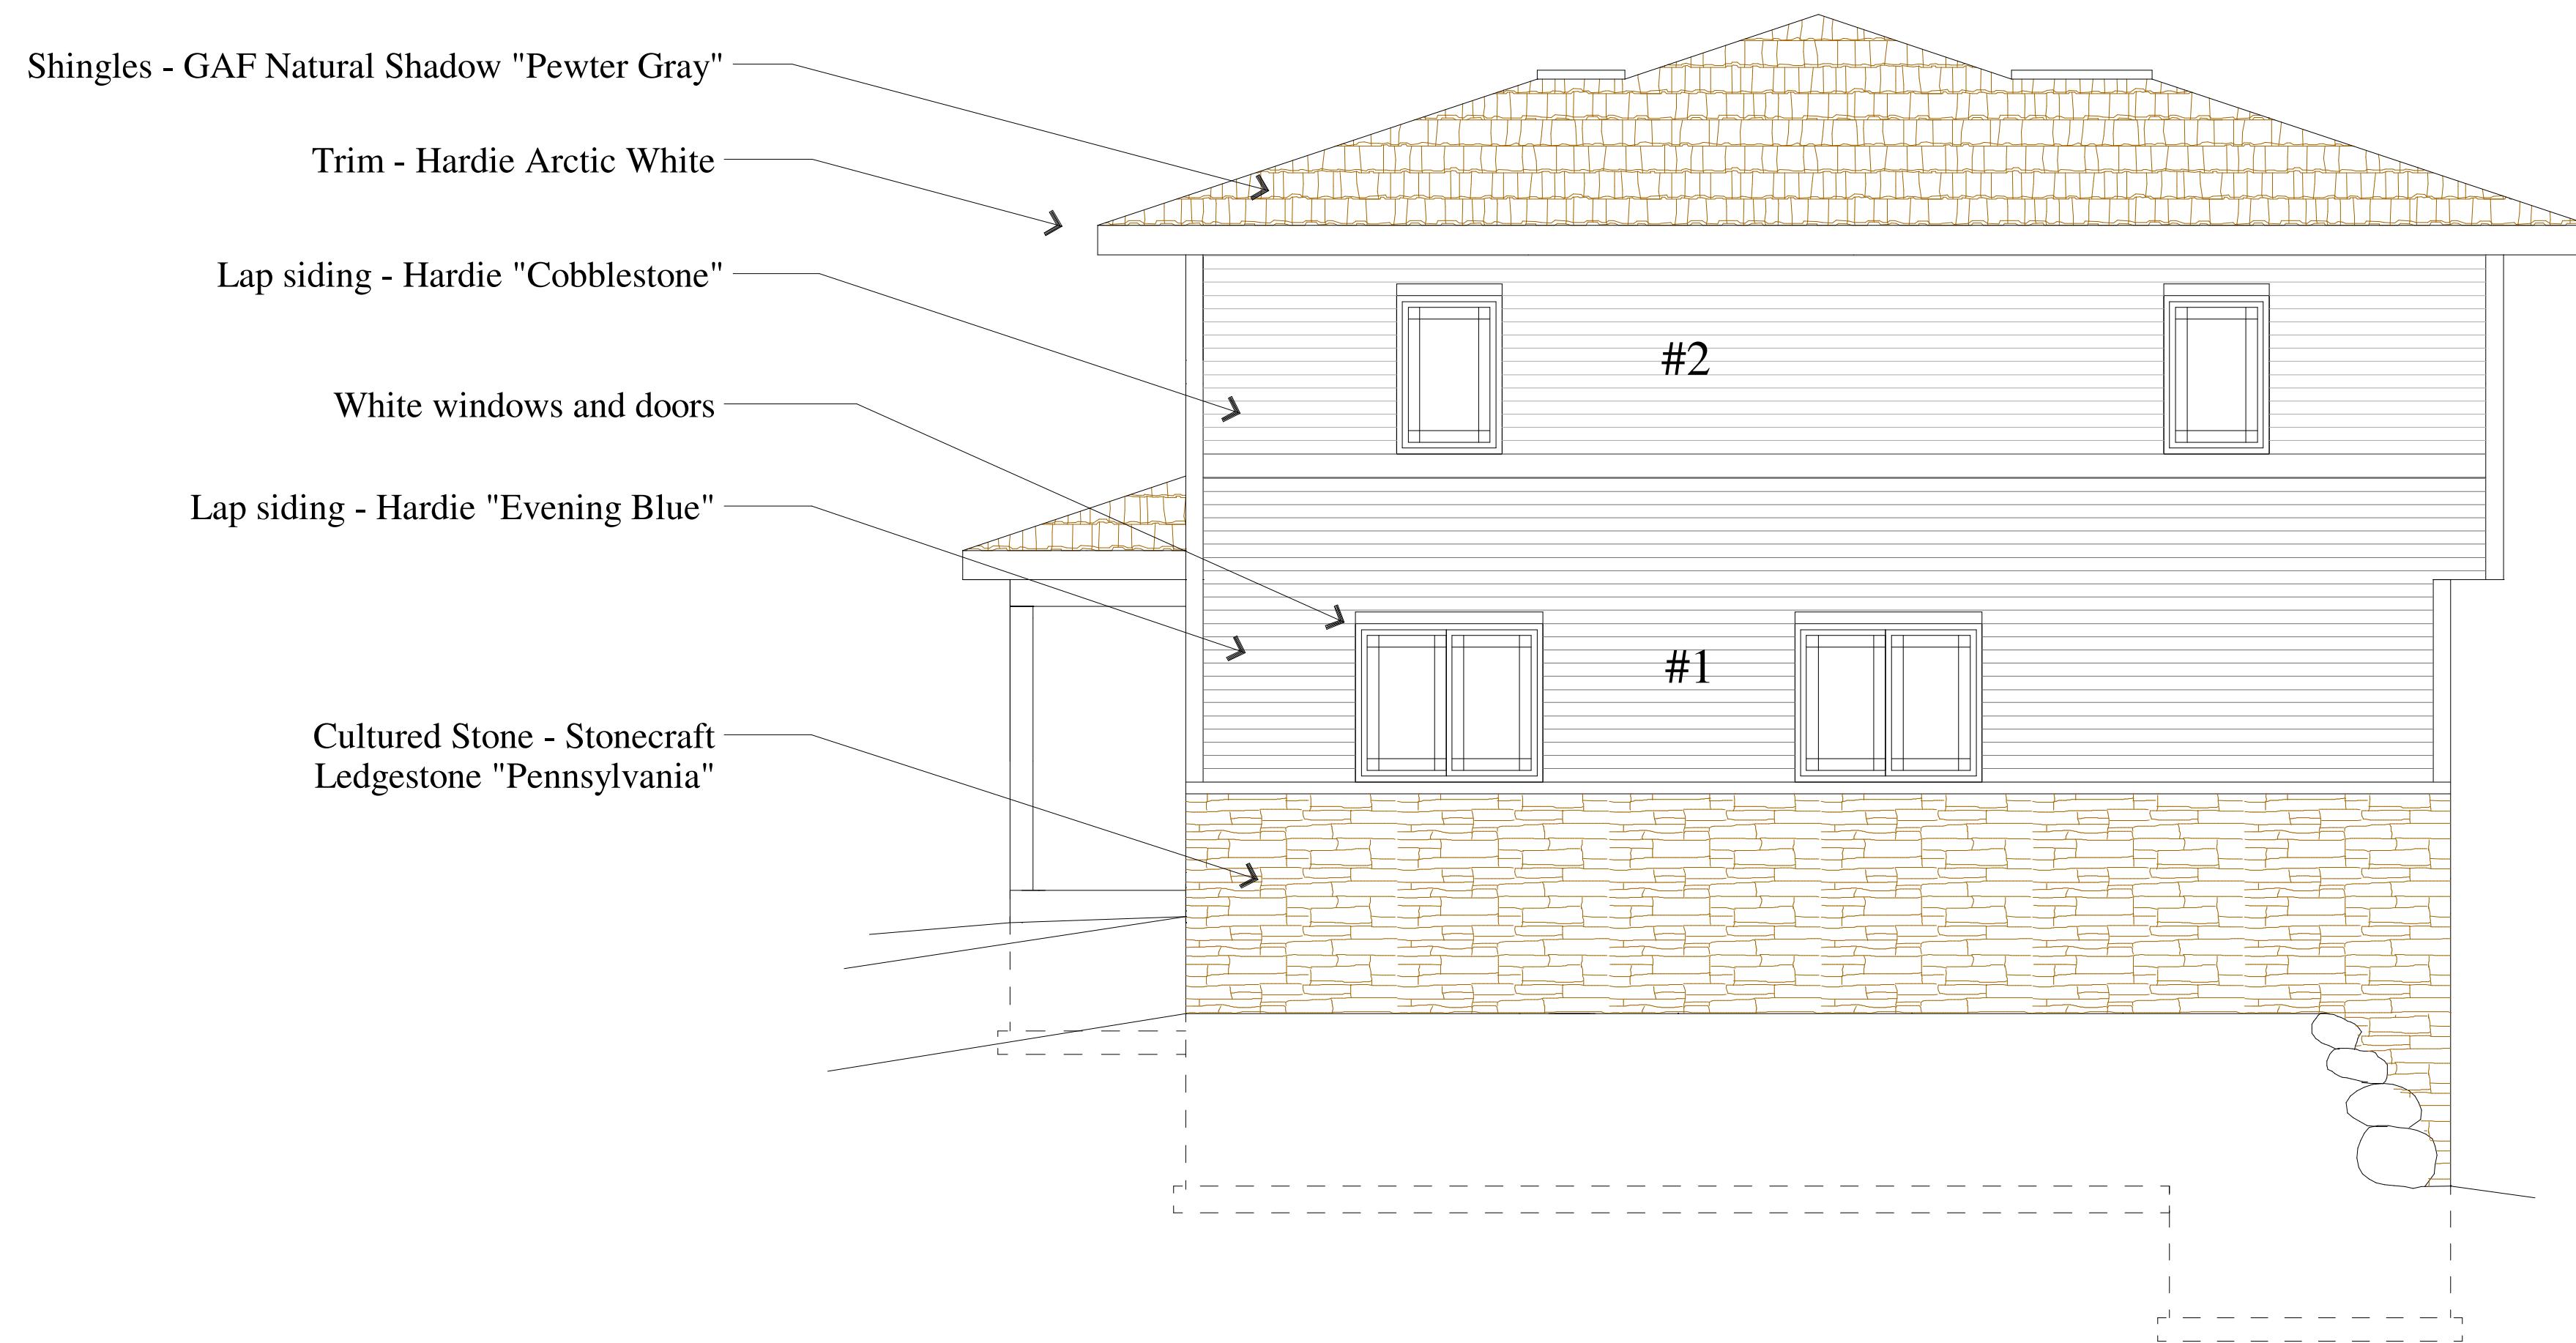 Shingles - GAF Natural Shadow "Pewter Gray"
Trim - Hardie Arctic White
Lap siding - Hardie "Cobblestone"
#2
White windows and doors
Lap siding - Hardie "Evening Blue"
#1
Cultured Stone - Stonecraft
Ledgestone "Pennsylvania"